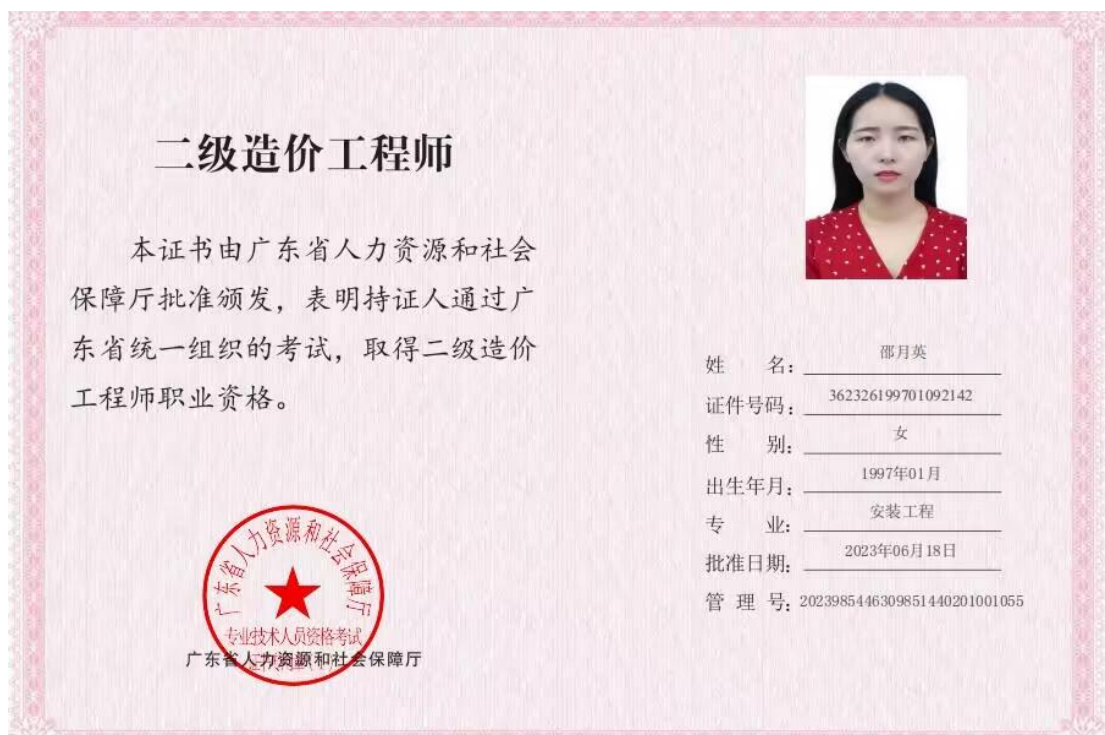 二级造价工程师
本证书由广东省人力资源和社会
保障厅批准颁发，表明持证人通过广
东省统一组织的考试，取得二级造价
工程师职业资格。
广东省人力资源和社会保障厅
专业技术人员资格考试
广东省人力资源和社会保障厅
姓 名：邵月英
证件号码：362326199701092142
性 别：女
出生年月：1997年01月
专 业：安装工程
批准日期：2023年06月18日
管 理 号：2023985446309851440201001055